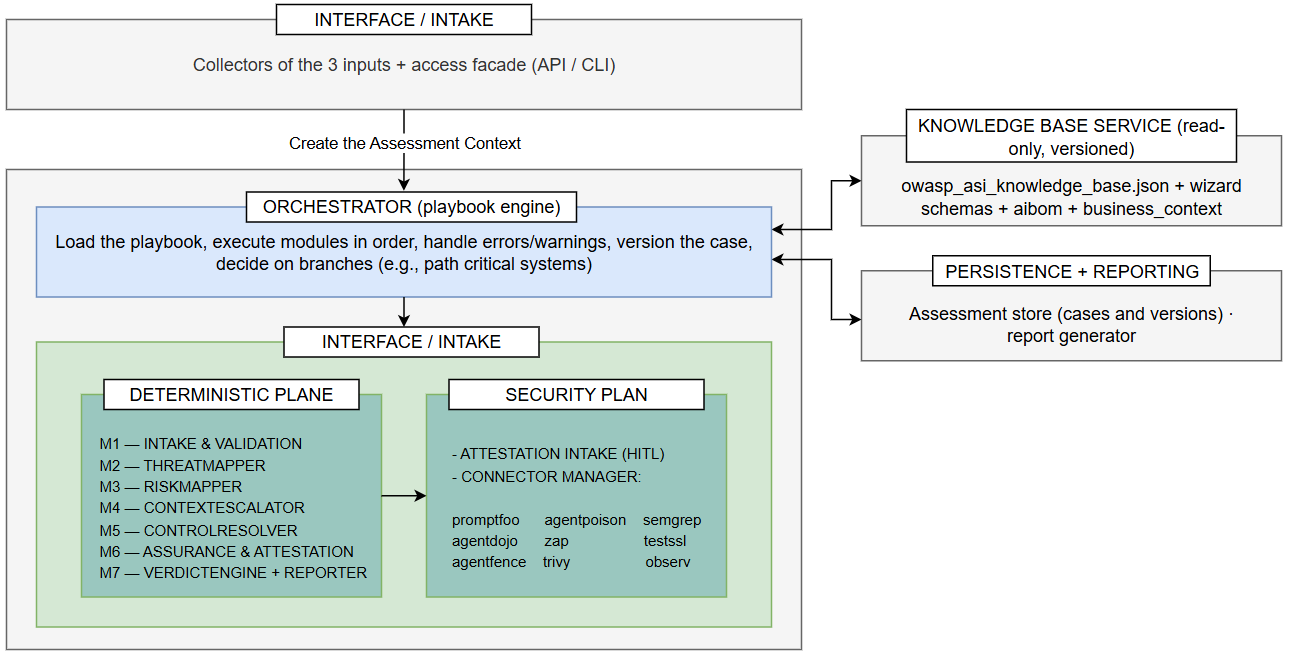 INTERFACE / INTAKE
Collectors of the 3 inputs + access facade (API / CLI)
Create the Assessment Context
ORCHESTRATOR (playbook engine)
Load the playbook, execute modules in order, handle errors/warnings, version the case,
decide on branches (e.g., path critical systems)
KNOWLEDGE BASE SERVICE (read-
only, versioned)
owasp_asi_knowledge_base.json + wizard
schemas + aibom + business_context
PERSISTENCE + REPORTING
Assessment store (cases and versions) ·
report generator
INTERFACE / INTAKE
DETERMINISTIC PLANE
M1 — INTAKE & VALIDATION
M2 — THREATMAPPER
M3 — RISKMAPPER
M4 — CONTEXTESCALATOR
M5 — CONTROLRESOLVER
M6 — ASSURANCE & ATTESTATION
M7 — VERDICTENGINE + REPORTER
SECURITY PLAN
- ATTESTATION INTAKE (HITL)
- CONNECTOR MANAGER:
promptfoo agentpoison semgrep
agentdojo zap testssl
agentfence trivy observ